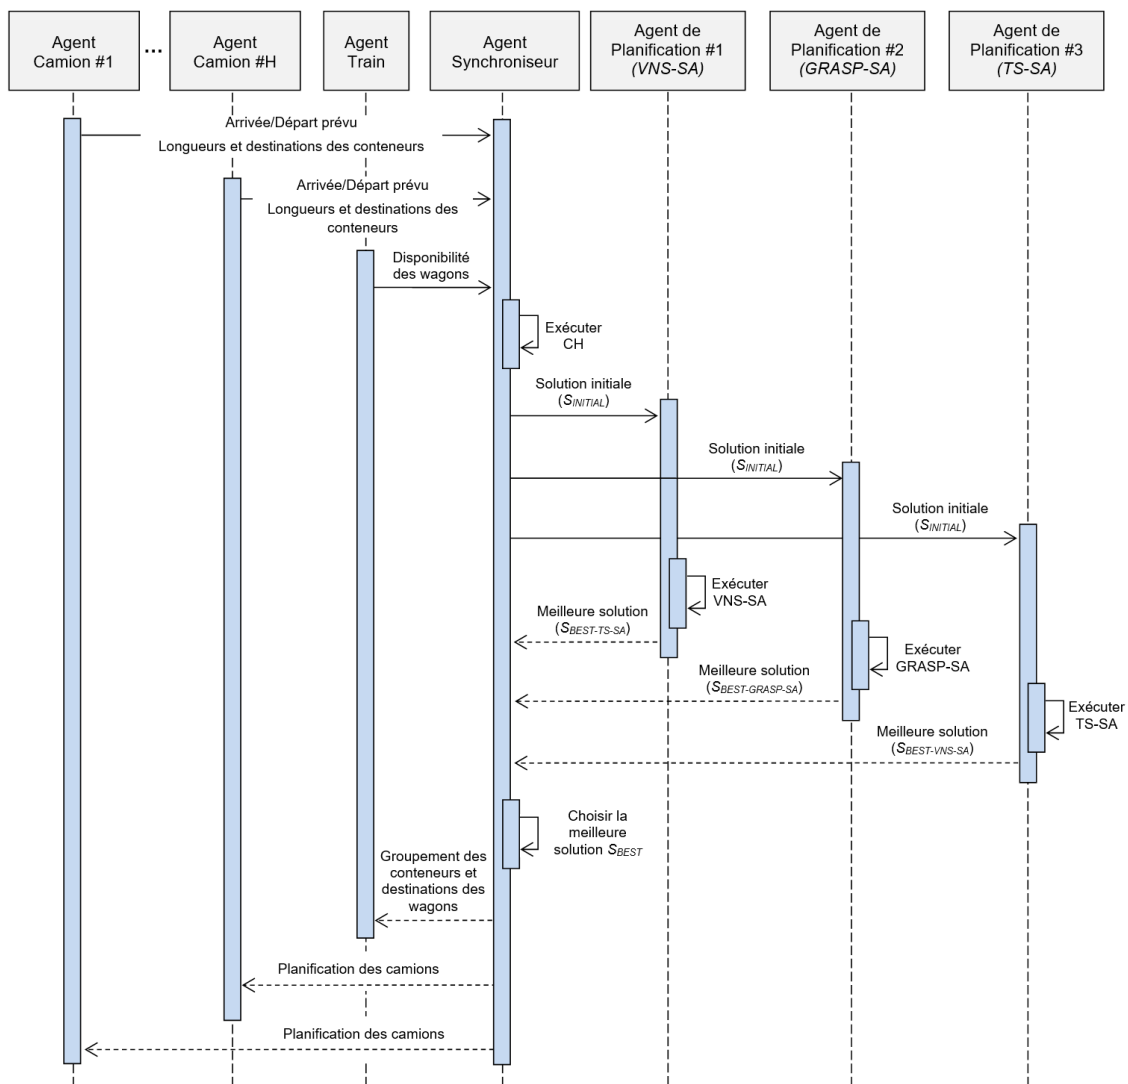 Agent
Camion #1
...
Agent
Camion #H
Agent
Train
Agent
Synchroniseur
Agent de
Planification #1
(VNS-SA)
Agent de
Planification #2
(GRASP-SA)
Agent de
Planification #3
(TS-SA)
Arrivée/Départ prévu
Longueurs et destinations des conteneurs
Arrivée/Départ prévu
Longueurs et destinations des
conteneurs
Disponibilité
des wagons
Exécuter
CH
Solution initiale
(SINITIAL)
Solution initiale
(SINITIAL)
Solution initiale
(SINITIAL)
Exécuter
VNS-SA
Meilleure solution
(SBEST-TS-SA)
Exécuter
GRASP-SA
Meilleure solution
(SBEST-GRASP-SA)
Exécuter
TS-SA
Meilleure solution
(SBEST-VNS-SA)
Choisir la
meilleure
solution SBEST
Groupement des
conteneurs et
destinations des
wagons
Planification des camions
Planification des camions